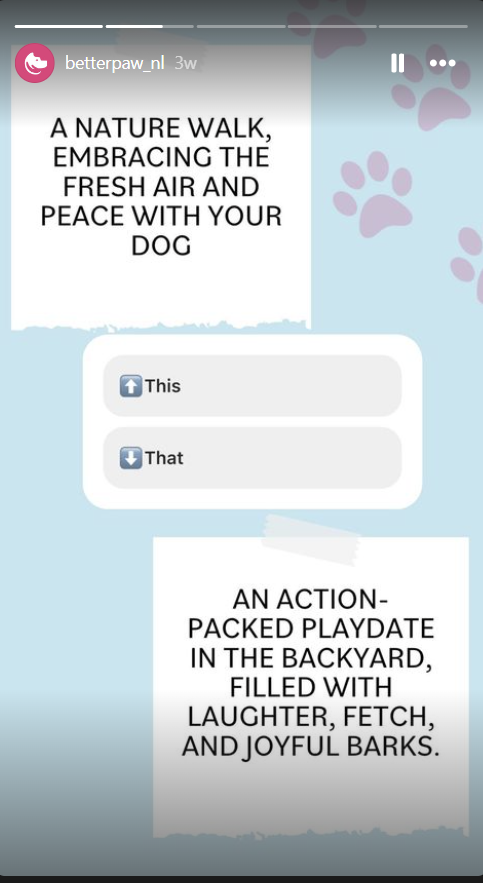 betterpaw_nl 3w
A NATURE WALK,
EMBRACING THE
FRESH AIR AND
PEACE WITH YOUR
DOG
⬆️This
⬇️That
AN ACTION-
PACKED PLAYDATE
IN THE BACKYARD,
FILLED WITH
LAUGHTER, FETCH,
AND JOYFUL BARKS.